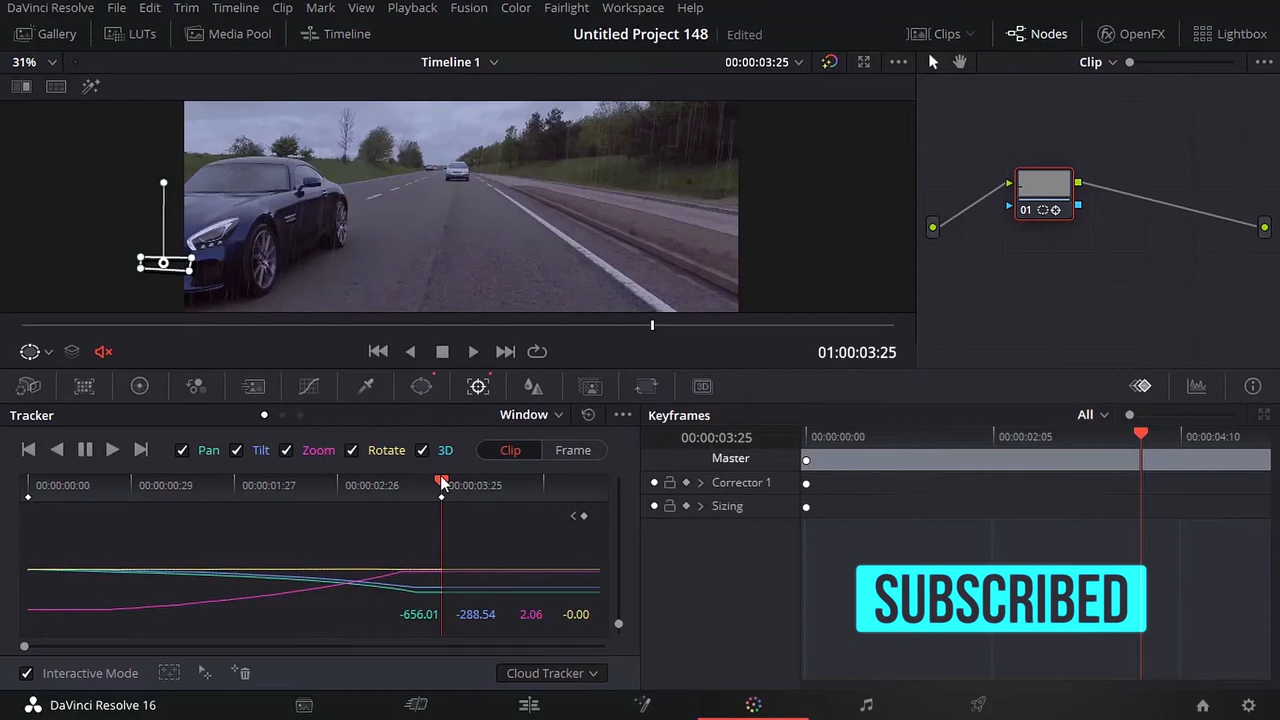 DaVinci Resolve File Edit Trim Timeline Clip Mark View Playback Fusion Color Fairlight Workspace Help
Gallery LUTs Media Pool Timeline Untitled Project 148 Edited Clips Nodes OpenFX Lightbox
31% Timeline 1 00:00:03:25 Clip
01
01:00:03:25
Tracker Window Keyframes All
Pan Tilt Zoom Rotate 3D Clip Frame
00:00:03:25 00:00:00:00 00:00:02:05 00:00:04:10
Master
00:00:00:00 00:00:00:29 00:00:01:27 00:00:02:26 00:00:03:25
Corrector 1
Sizing
SUBSCRIBED
-656.01 -288.54 2.06 -0.00
Interactive Mode Cloud Tracker
DaVinci Resolve 16